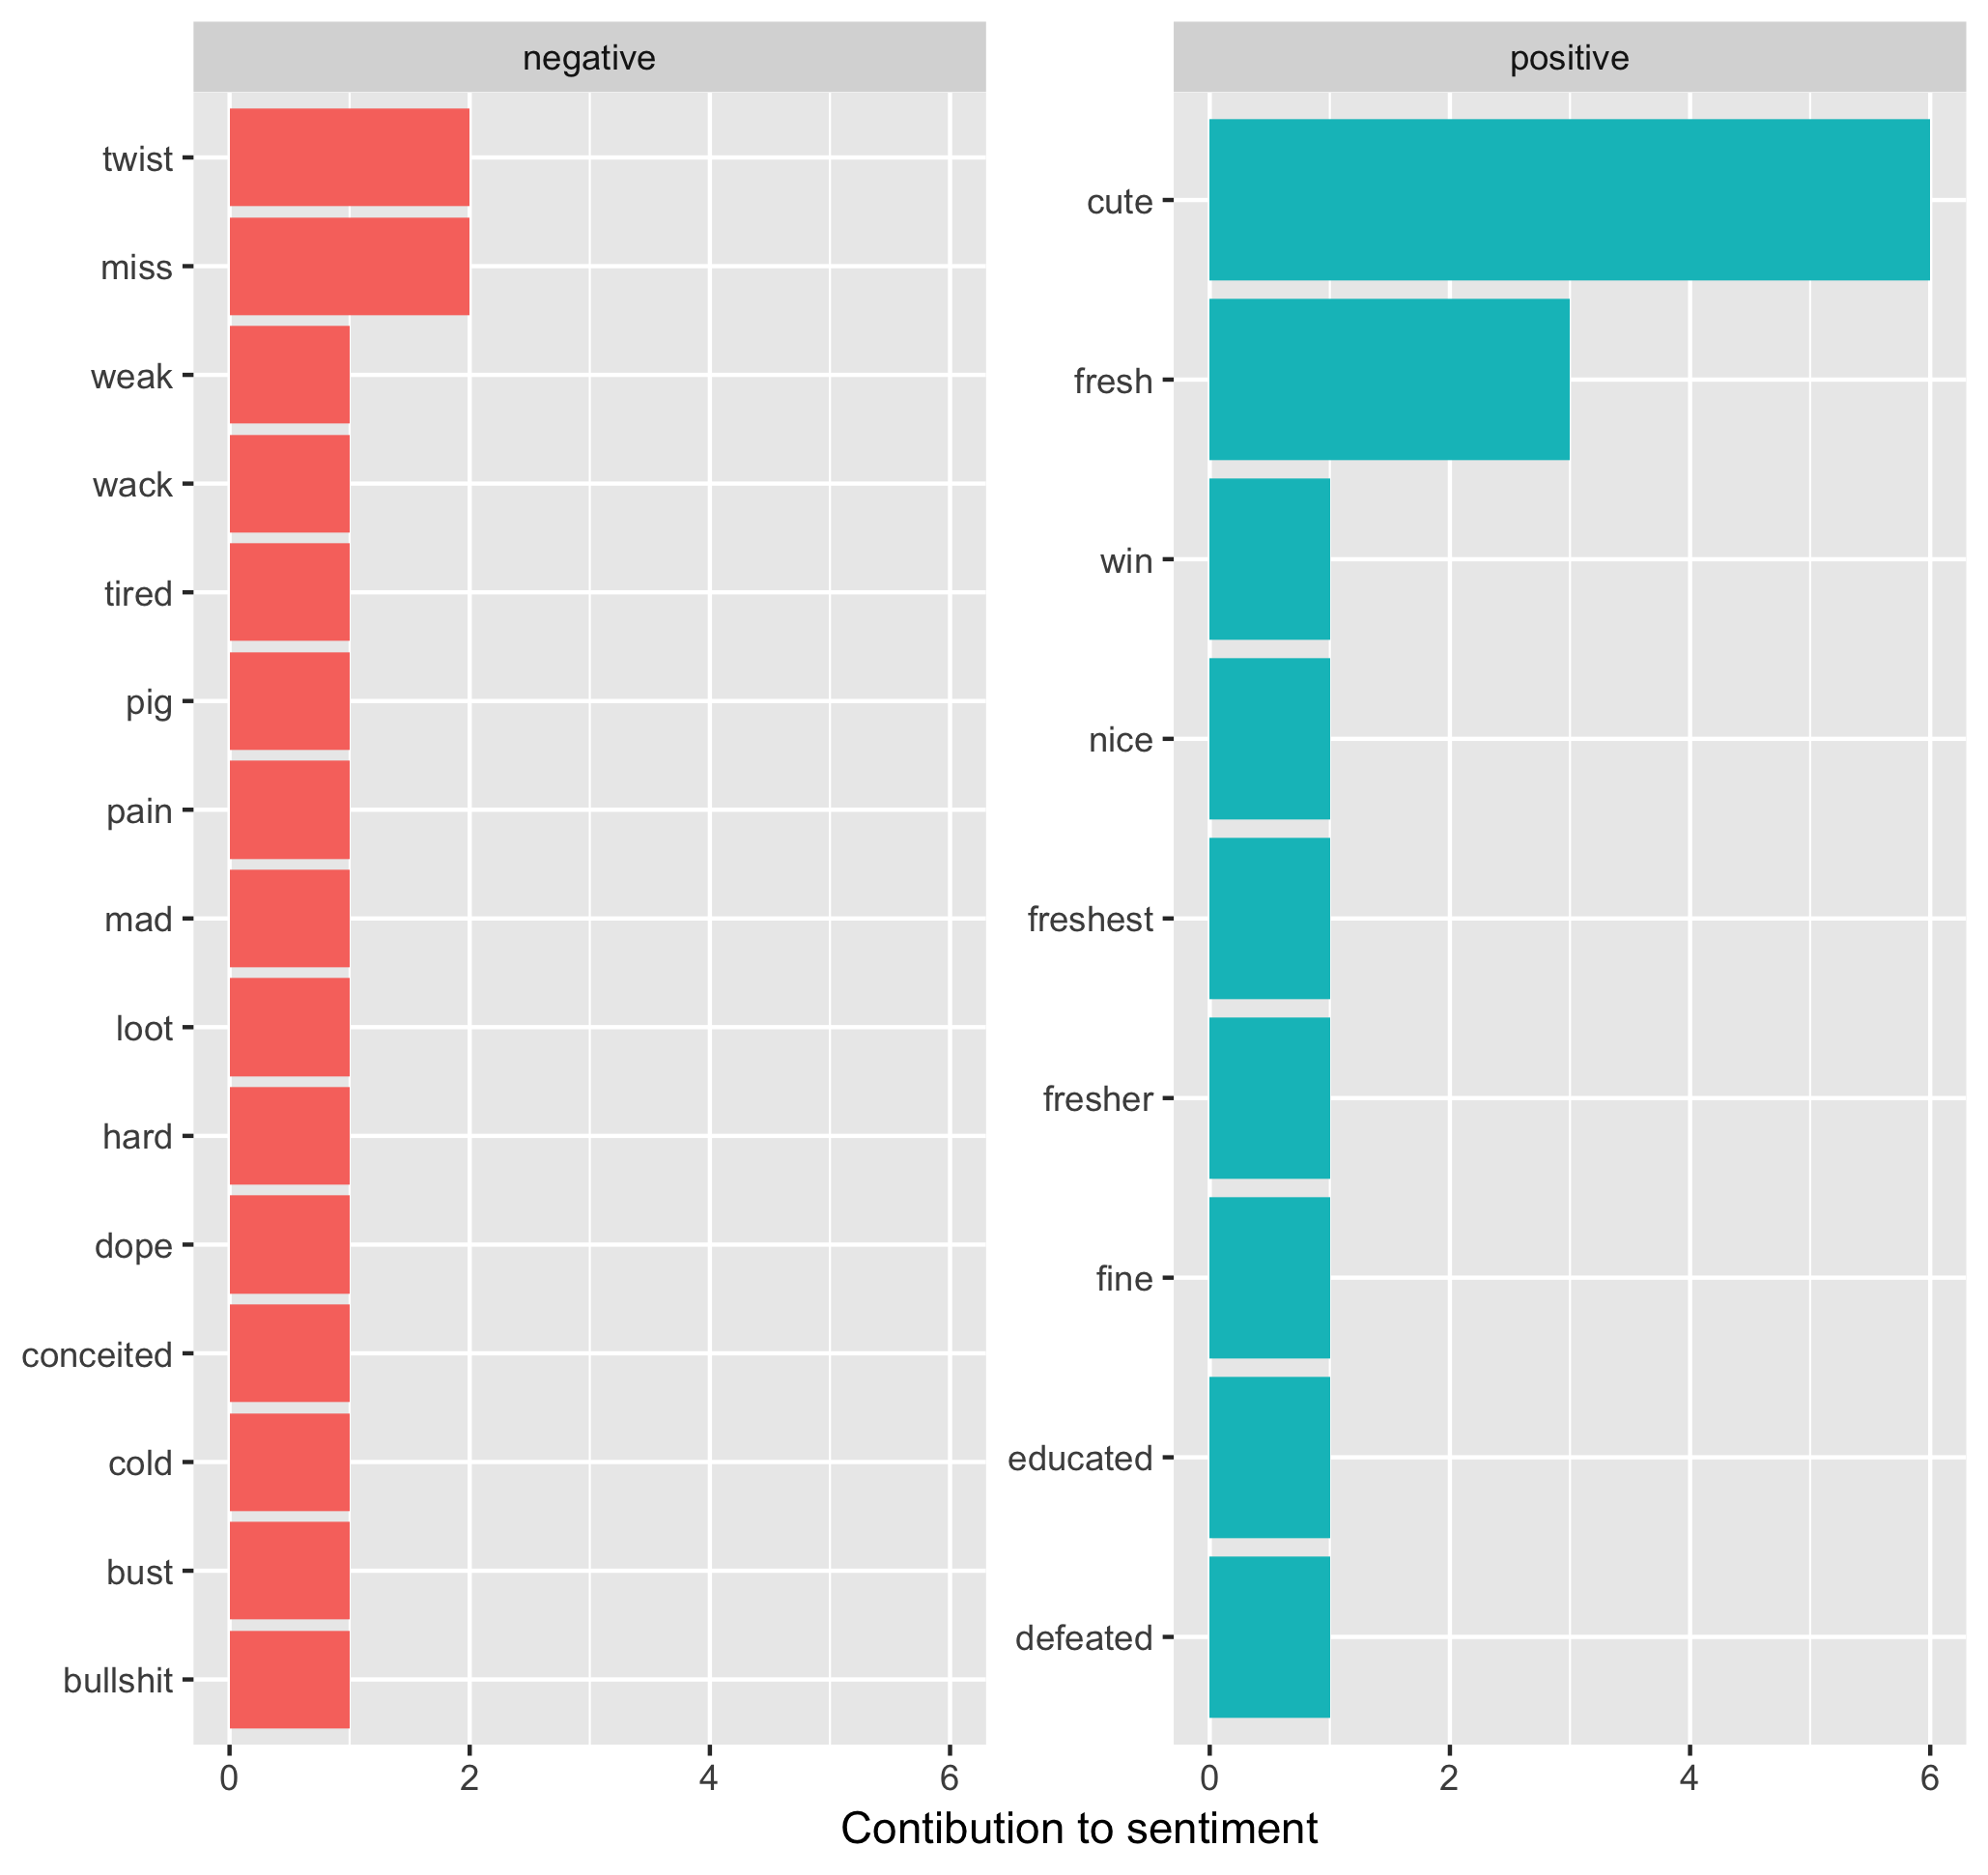 negative
twist
miss
weak
wack
tired
pig
pain
mad
loot
hard
dope
conceited
cold
bust
bullshit
0 2 4 6
positive
cute
fresh
win
nice
freshest
fresher
fine
educated
defeated
0 2 4 6
Contibution to sentiment